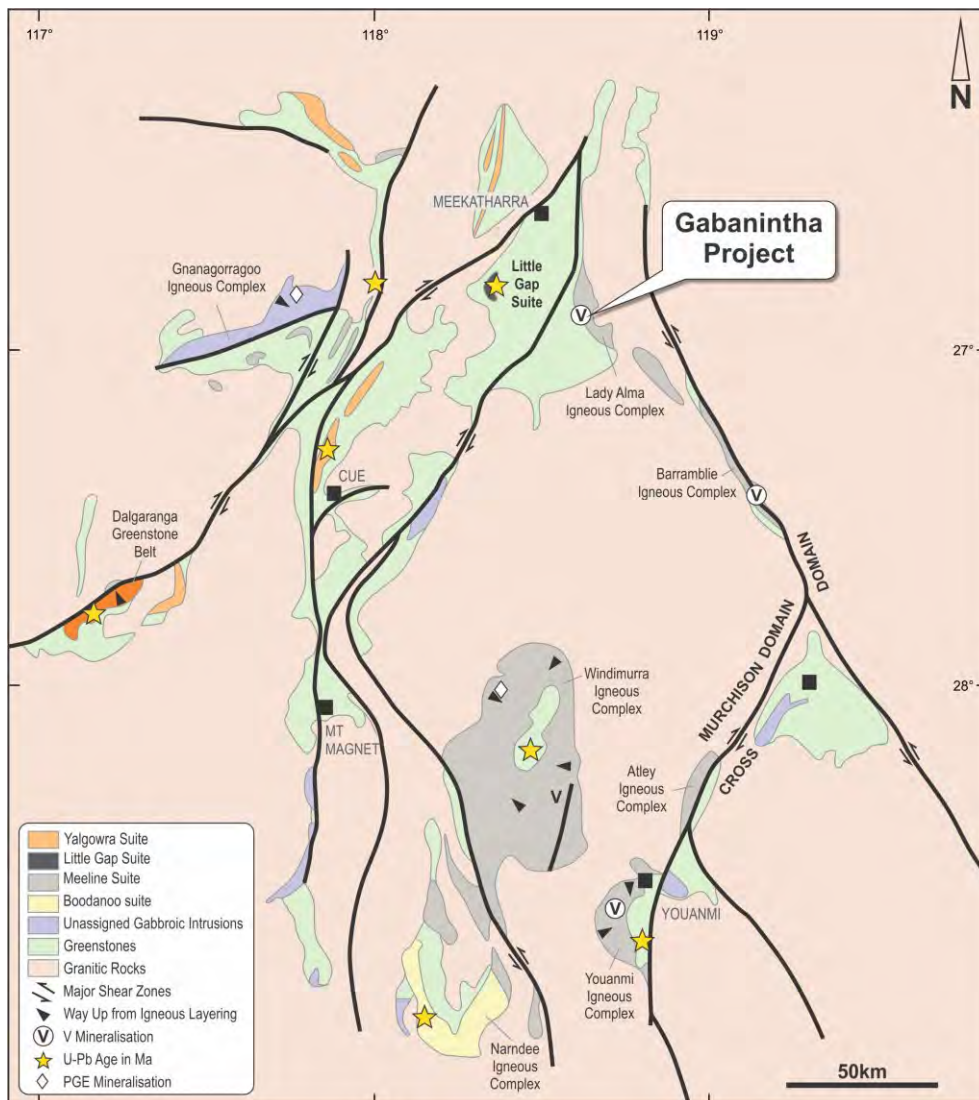 117°
118°
119°
N
MEEKATHARRA
Gabanintha
Project
Gnanagorragoo
Igneous Complex
Little
Gap
Suite
V
27°
27°
Lady Alma
Igneous Complex
CUE
Barramblie
Igneous Complex
V
Dalgaranga
Greenstone
Belt
DOMAIN
MURCHISON DOMAIN
CROSS
Windimurra
Igneous
Complex
28°
MT
MAGNET
V
Atley
Igneous
Complex
V
YOUANMI
Youanmi
Igneous
Complex
Narndee
Igneous
Complex
Yalgowra Suite
Little Gap Suite
Meeline Suite
Boodanoo suite
Unassigned Gabbroic Intrusions
Greenstones
Granitic Rocks
Major Shear Zones
Way Up from Igneous Layering
V V Mineralisation
U-Pb Age in Ma
PGE Mineralisation
50km